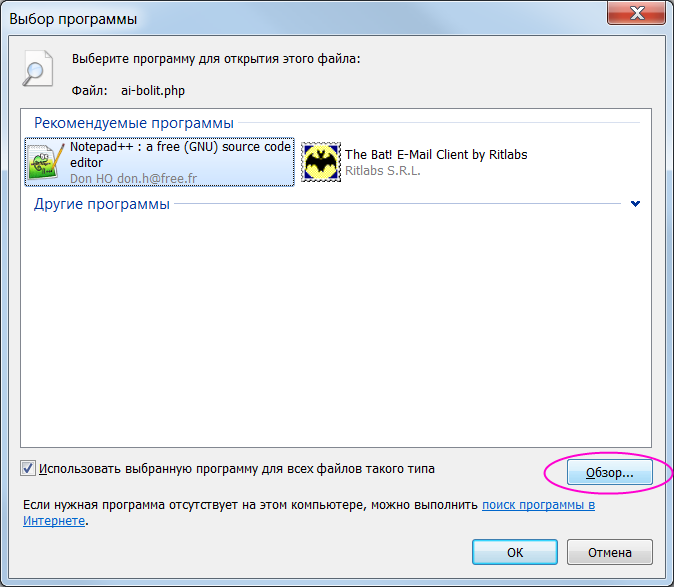 Выбор программы
Выберите программу для открытия этого файла:
Файл: ai-bolit.php
Рекомендуемые программы
Notepad++ : a free (GNU) source code
editor
Don HO don.h@free.fr
The Bat! E-Mail Client by Ritlabs
Ritlabs S.R.L.
Другие программы
Использовать выбранную программу для всех файлов такого типа
Обзор...
Если нужная программа отсутствует на этом компьютере, можно выполнить поиск программы в
Интернете.
ОК
Отмена